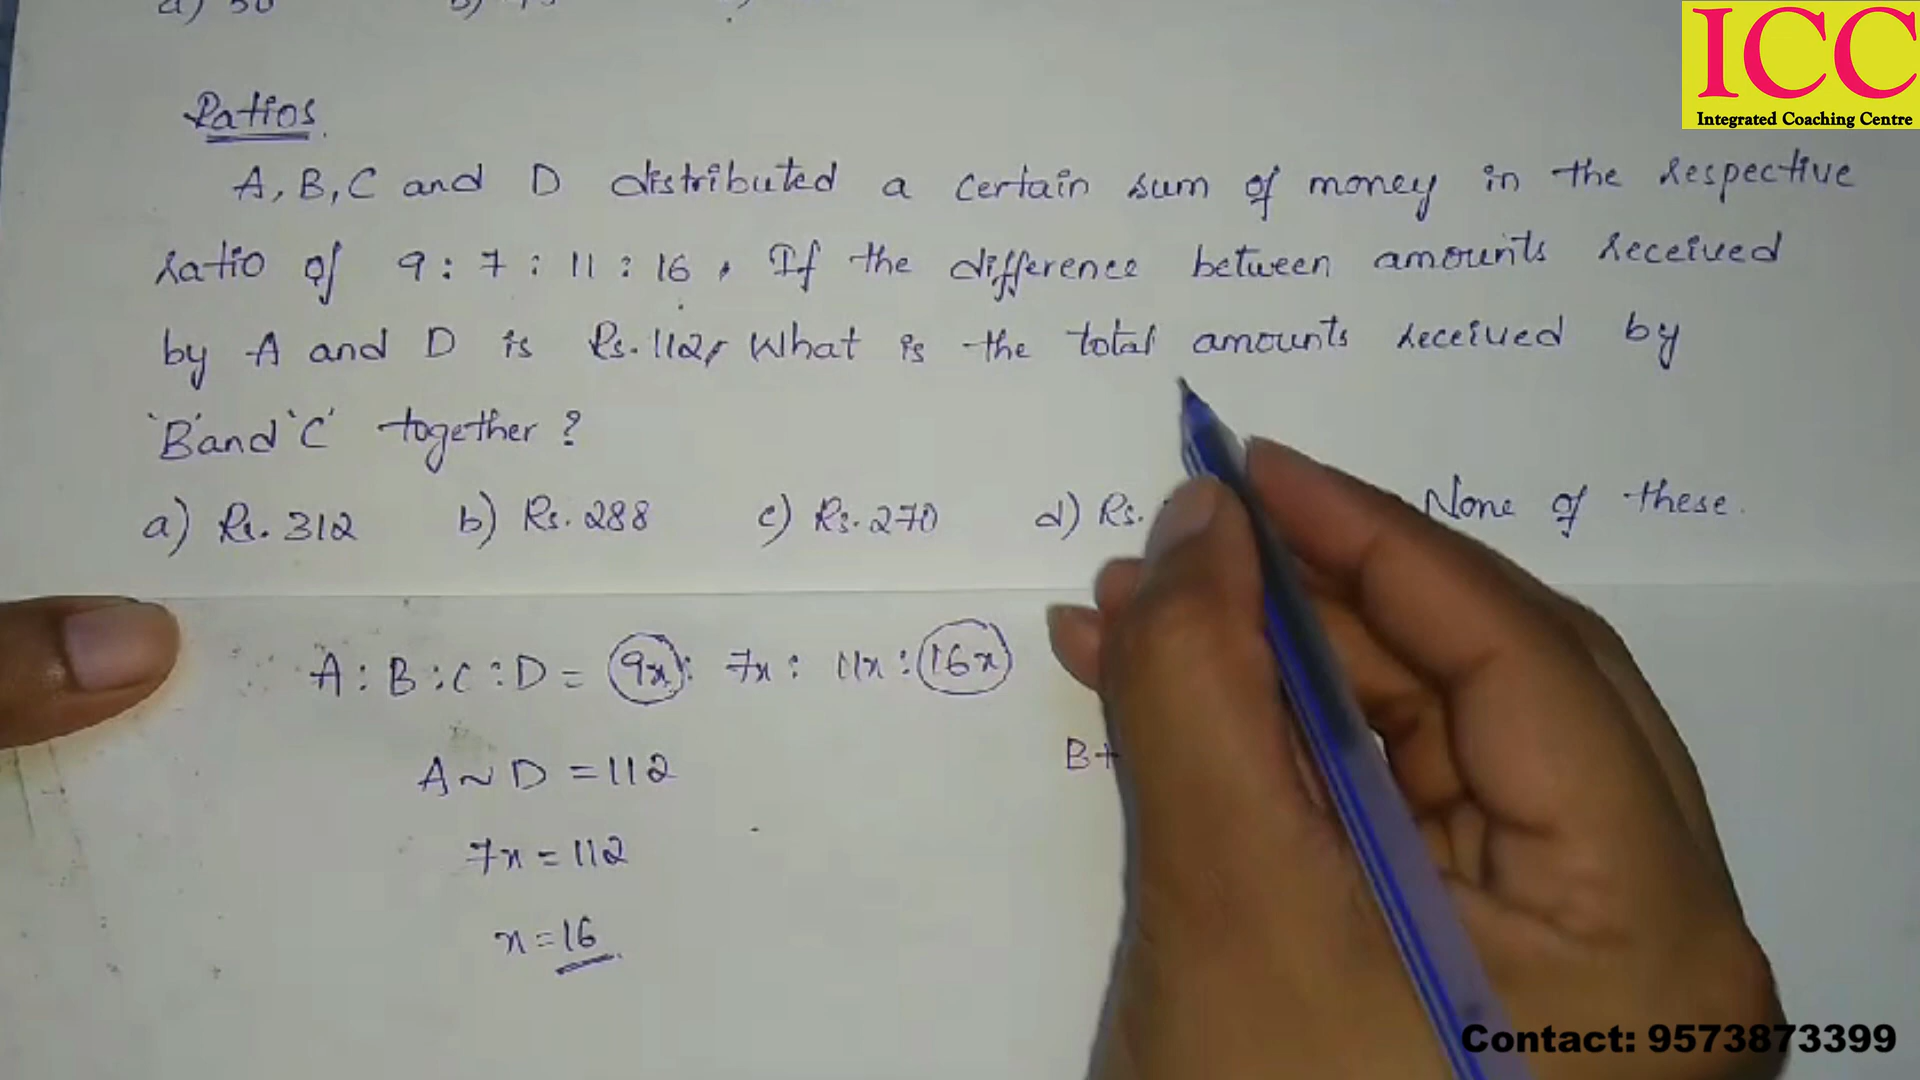 ICC
Integrated Coaching Centre
Ratios.
A, B, C and D distributed a certain sum of money in the respective
ratio of 9 : 7 : 11 : 16, If the difference between amounts received
by A and D is Rs. 112, What is the total amounts received by
'B' and 'C' together ?
a) Rs. 312 b) Rs. 288 c) Rs. 270 d) Rs. None of these.
A : B : C : D = 9x : 7x : 11x : 16x
A ~ D = 112
B+
7x = 112
x = 16
Contact: 9573873399